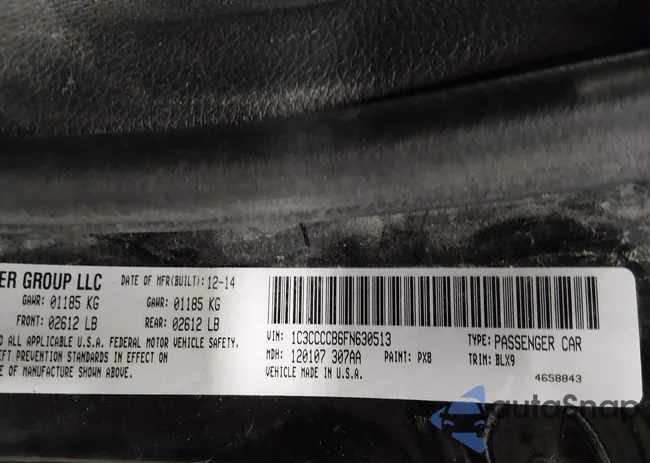 ER GROUP LLC DATE OF MFR(BUILT): 12-14
GAWR: 01185 KG GAWR: 01185 KG
FRONT: 02612 LB REAR: 02612 LB
O ALL APPLICABLE U.S.A. FEDERAL MOTOR VEHICLE SAFETY,
EFT PREVENTION STANDARDS IN EFFECT ON
E OF MANUFACTURE SHOWN ABOVE.
VIN: 1C3CCCCB6FN630513 TYPE: PASSENGER CAR
MDH: 120107 307AA PAINT: PX8 TRIM: BLX9
VEHICLE MADE IN U.S.A. 4658843
autaSnap